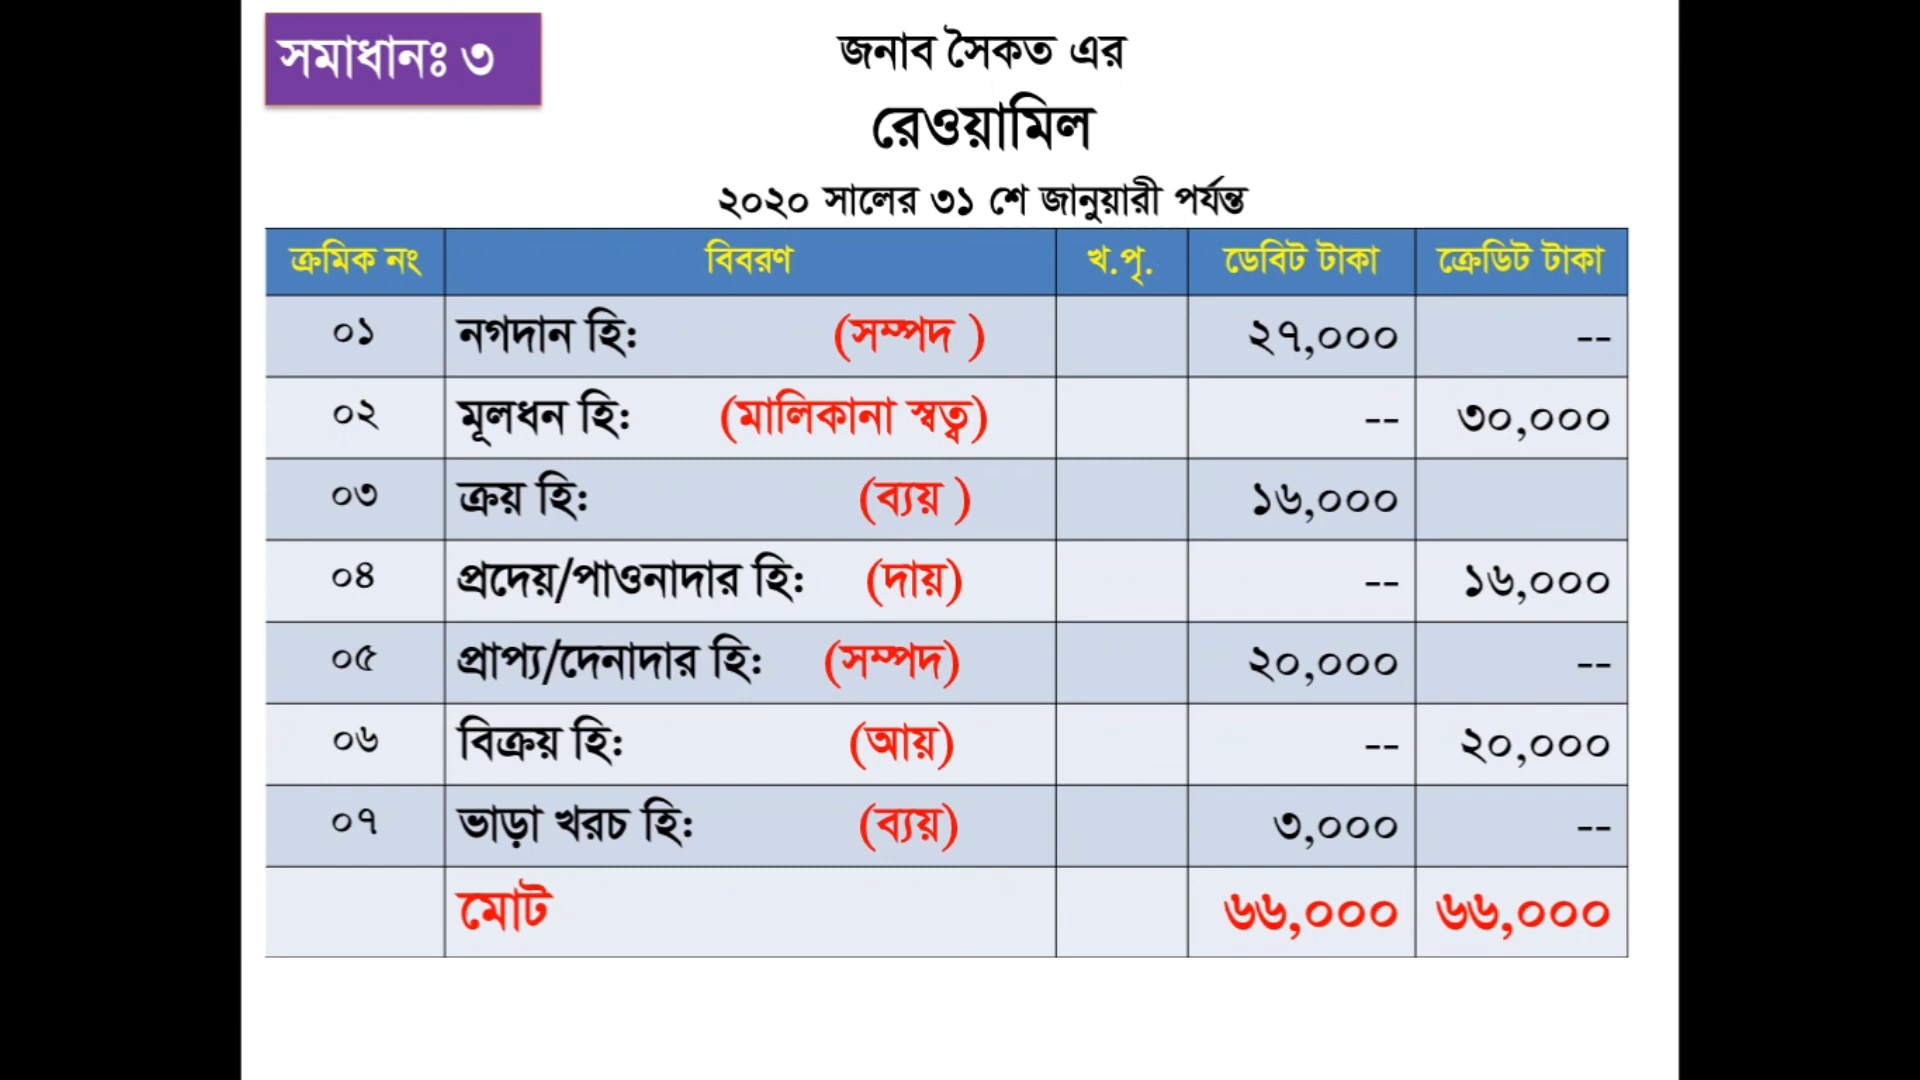 সমাধানঃ ৩
জনাব সৈকত এর
রেওয়ামিল
২০২০ সালের ৩১ শে জানুয়ারী পর্যন্ত
ক্রমিক নং বিবরণ খ.পৃ. ডেবিট টাকা ক্রেডিট টাকা
০১ নগদান হি: (সম্পদ ) ২৭,০০০ --
০২ মূলধন হি: (মালিকানা স্বত্ব) -- ৩০,০০০
০৩ ক্রয় হি: (ব্যয় ) ১৬,০০০
০৪ প্রদেয়/পাওনাদার হি: (দায়) -- ১৬,০০০
০৫ প্রাপ্য/দেনাদার হি: (সম্পদ) ২০,০০০ --
০৬ বিক্রয় হি: (আয়) -- ২০,০০০
০৭ ভাড়া খরচ হি: (ব্যয়) ৩,০০০ --
মোট ৬৬,০০০ ৬৬,০০০